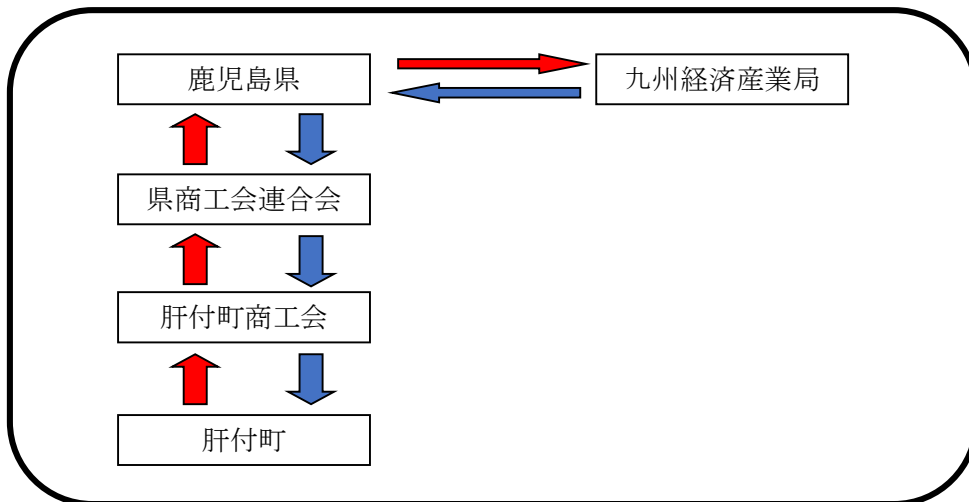 鹿児島県
九州経済産業局
県商工会連合会
肝付町商工会
肝付町